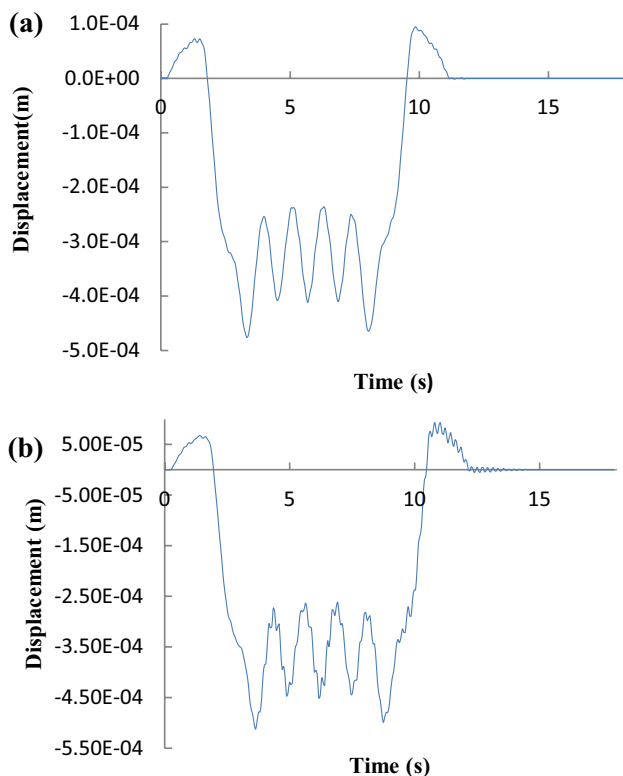 (a)
1.0E-04
0.0E+00
-1.0E-04
-2.0E-04
-3.0E-04
-4.0E-04
-5.0E-04
Displacement(m)
0 5 10 15
Time (s)
(b)
5.00E-05
-5.00E-05
-1.50E-04
-2.50E-04
-3.50E-04
-4.50E-04
-5.50E-04
Displacement (m)
0 5 10 15
Time (s)